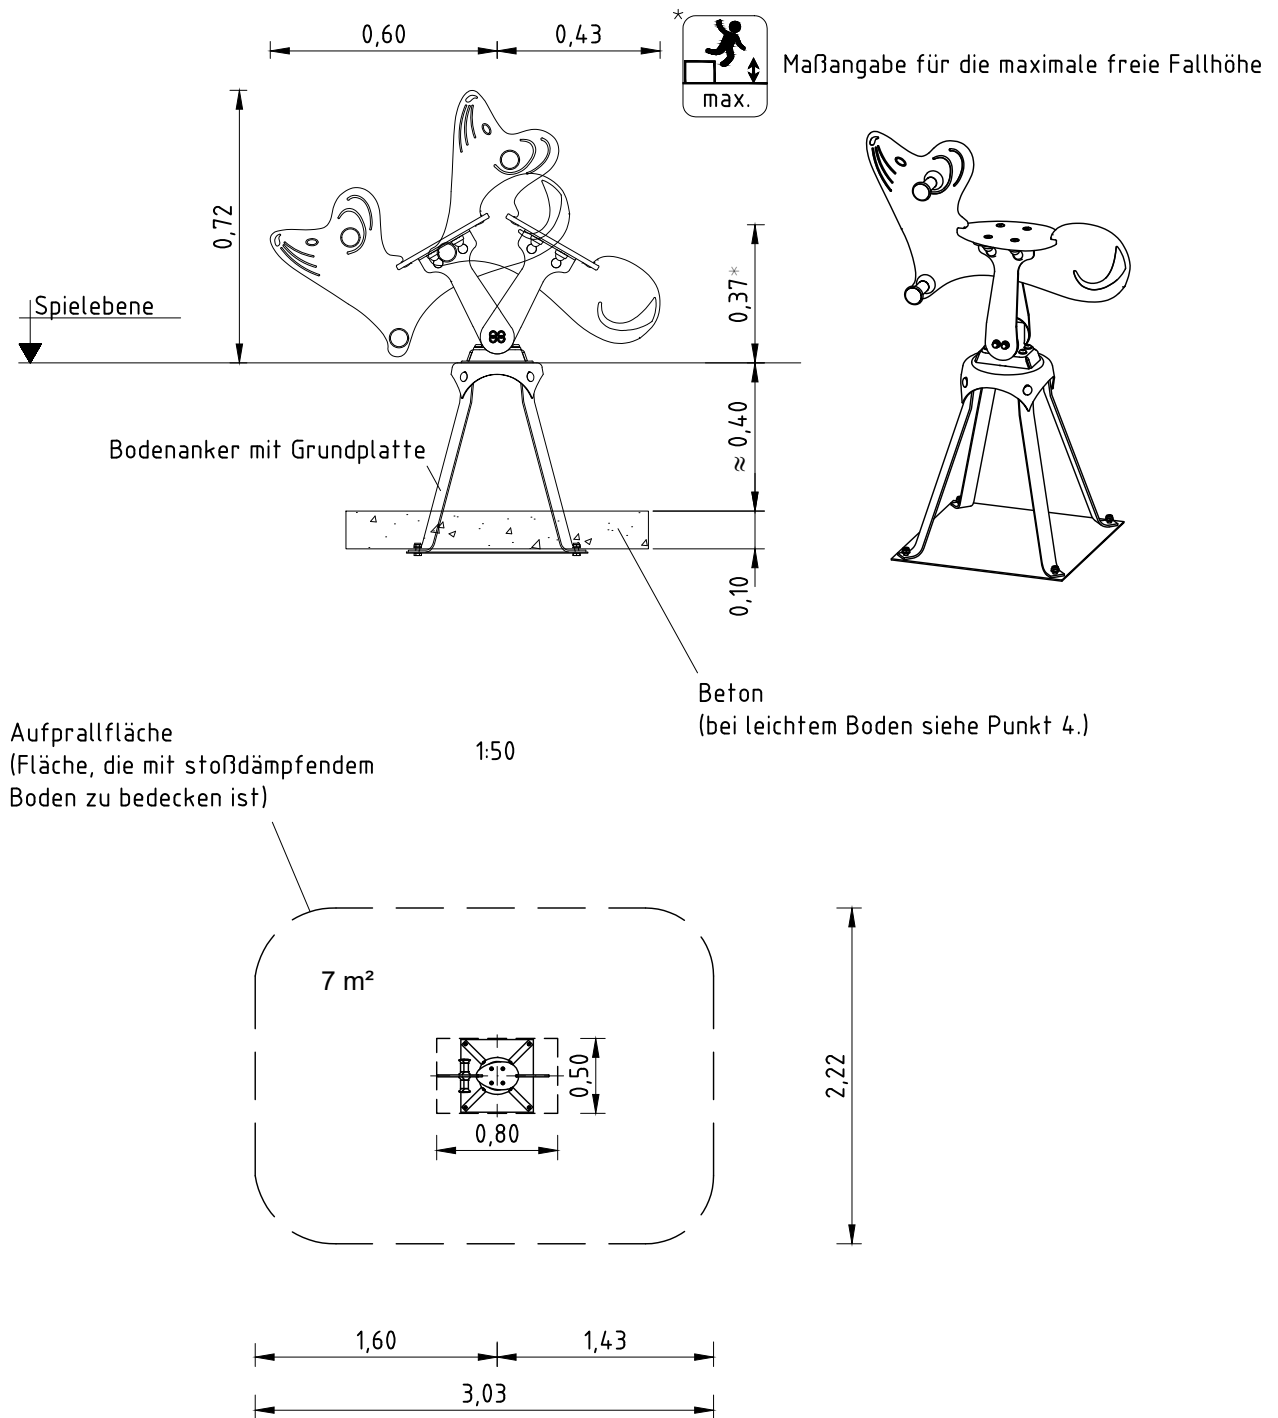 0,60
0,43
*
max.
Maßangabe für die maximale freie Fallhöhe
0,72
0,37*
Spielebene
≈ 0,40
Bodenanker mit Grundplatte
0,10
Beton
(bei leichtem Boden siehe Punkt 4.)
Aufprallfläche
(Fläche, die mit stoßdämpfendem
Boden zu bedecken ist)
1:50
7 m²
0,50
0,80
2,22
1,60
1,43
3,03